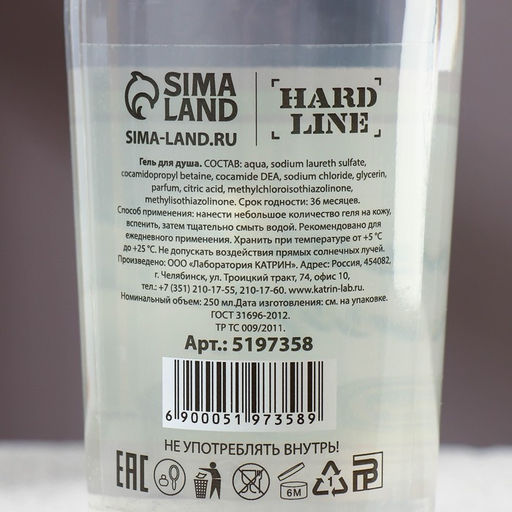 SIMA
LAND
SIMA-LAND.RU
HARD
LINE
Гель для душа. СОСТАВ: aqua, sodium laureth sulfate,
cocamidopropyl betaine, cocamide DEA, sodium chloride, glycerin,
parfum, citric acid, methylchloroisothiazolinone,
methylisothiazolinone. Срок годности: 36 месяцев.
Способ применения: нанести небольшое количество геля на кожу,
вспенить, затем тщательно смыть водой. Рекомендовано для
ежедневного применения. Хранить при температуре от +5 °C
до +25 °C. Не допускать воздействия прямых солнечных лучей.
Произведено: ООО «Лаборатория КАТРИН». Адрес: Россия, 454082,
г. Челябинск, ул. Троицкий тракт, 74, офис 10,
тел.: +7 (351) 210-17-55, 210-17-60. www.katrin-lab.ru.
Номинальный объем: 250 мл.Дата изготовления: см. на упаковке.
ГОСТ 31696-2012.
ТР ТС 009/2011.
Арт.: 5197358
6 900051 973589
НЕ УПОТРЕБЛЯТЬ ВНУТРЬ!
EAC
6М
1
РБТ